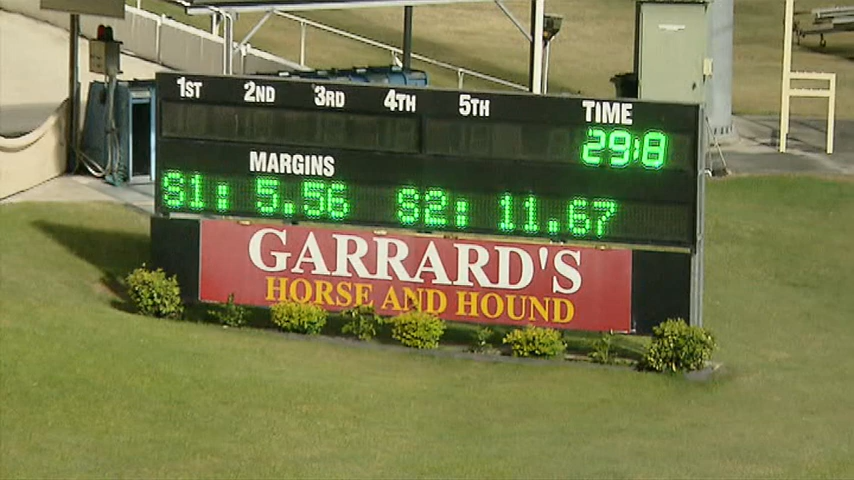 1ST 2ND 3RD 4TH 5TH TIME
29:8
MARGINS
S1: 5.56 S2: 11.67
GARRARD'S
HORSE AND HOUND